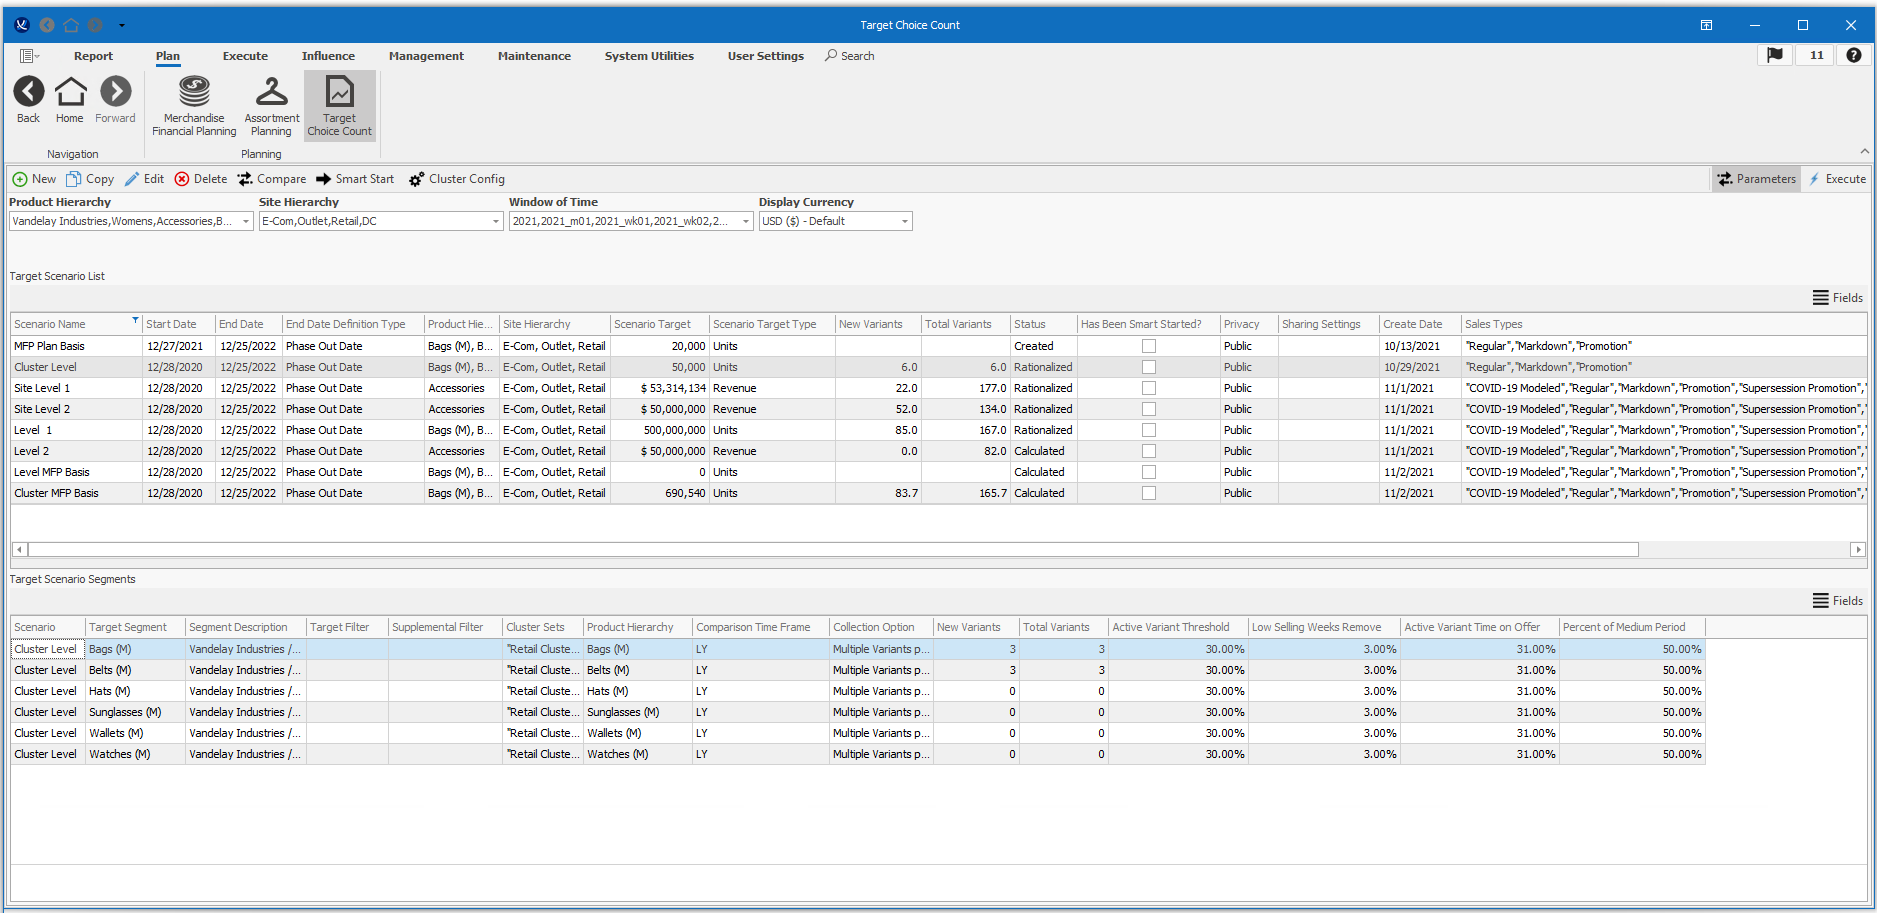 Target Choice Count
Report Plan Execute Influence Management Maintenance System Utilities User Settings Search 11 ?
Back Home Forward Merchandise Financial Planning Assortment Planning Target Choice Count
Navigation Planning
New Copy Edit Delete Compare Smart Start Cluster Config Parameters Execute
Product Hierarchy Site Hierarchy Window of Time Display Currency
Vandelay Industries,Womens,Accessories,B... E-Com,Outlet,Retail,DC 2021,2021_m01,2021_wk01,2021_wk02,2... USD ($) - Default
Target Scenario List
Fields
Scenario Name Start Date End Date End Date Definition Type Product Hie... Site Hierarchy Scenario Target Scenario Target Type New Variants Total Variants Status Has Been Smart Started? Privacy Sharing Settings Create Date Sales Types
MFP Plan Basis 12/27/2021 12/25/2022 Phase Out Date Bags (M), B... E-Com, Outlet, Retail 20,000 Units Created Public 10/13/2021 "Regular","Markdown","Promotion"
Cluster Level 12/28/2020 12/25/2022 Phase Out Date Bags (M), B... E-Com, Outlet, Retail 50,000 Units 6.0 6.0 Rationalized Public 10/29/2021 "Regular","Markdown","Promotion"
Site Level 1 12/28/2020 12/25/2022 Phase Out Date Accessories E-Com, Outlet, Retail $ 53,314,134 Revenue 22.0 177.0 Rationalized Public 11/1/2021 "COVID-19 Modeled","Regular","Markdown","Promotion","Supersession Promotion","
Site Level 2 12/28/2020 12/25/2022 Phase Out Date Accessories E-Com, Outlet, Retail $ 50,000,000 Revenue 52.0 134.0 Rationalized Public 11/1/2021 "COVID-19 Modeled","Regular","Markdown","Promotion","Supersession Promotion","
Level 1 12/28/2020 12/25/2022 Phase Out Date Bags (M), B... E-Com, Outlet, Retail 500,000,000 Units 85.0 167.0 Rationalized Public 11/1/2021 "COVID-19 Modeled","Regular","Markdown","Promotion","Supersession Promotion","
Level 2 12/28/2020 12/25/2022 Phase Out Date Accessories E-Com, Outlet, Retail $ 50,000,000 Revenue 0.0 82.0 Calculated Public 11/1/2021 "COVID-19 Modeled","Regular","Markdown","Promotion","Supersession Promotion","
Level MFP Basis 12/28/2020 12/25/2022 Phase Out Date Bags (M), B... E-Com, Outlet, Retail 0 Units Calculated Public 11/2/2021 "COVID-19 Modeled","Regular","Markdown","Promotion","Supersession Promotion","
Cluster MFP Basis 12/28/2020 12/25/2022 Phase Out Date Bags (M), B... E-Com, Outlet, Retail 690,540 Units 83.7 165.7 Calculated Public 11/2/2021 "COVID-19 Modeled","Regular","Markdown","Promotion","Supersession Promotion","
Target Scenario Segments
Fields
Scenario Target Segment Segment Description Target Filter Supplemental Filter Cluster Sets Product Hierarchy Comparison Time Frame Collection Option New Variants Total Variants Active Variant Threshold Low Selling Weeks Remove Active Variant Time on Offer Percent of Medium Period
Cluster Level Bags (M) Vandelay Industries /... "Retail Cluste... Bags (M) LY Multiple Variants p... 3 3 30.00% 3.00% 31.00% 50.00%
Cluster Level Belts (M) Vandelay Industries /... "Retail Cluste... Belts (M) LY Multiple Variants p... 3 3 30.00% 3.00% 31.00% 50.00%
Cluster Level Hats (M) Vandelay Industries /... "Retail Cluste... Hats (M) LY Multiple Variants p... 0 0 30.00% 3.00% 31.00% 50.00%
Cluster Level Sunglasses (M) Vandelay Industries /... "Retail Cluste... Sunglasses (M) LY Multiple Variants p... 0 0 30.00% 3.00% 31.00% 50.00%
Cluster Level Wallets (M) Vandelay Industries /... "Retail Cluste... Wallets (M) LY Multiple Variants p... 0 0 30.00% 3.00% 31.00% 50.00%
Cluster Level Watches (M) Vandelay Industries /... "Retail Cluste... Watches (M) LY Multiple Variants p... 0 0 30.00% 3.00% 31.00% 50.00%